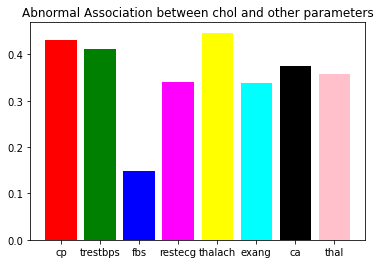 Abnormal Association between chol and other parameters
0.4
0.3
0.2
0.1
0.0
cp trestbps fbs restecg thalach exang ca thal